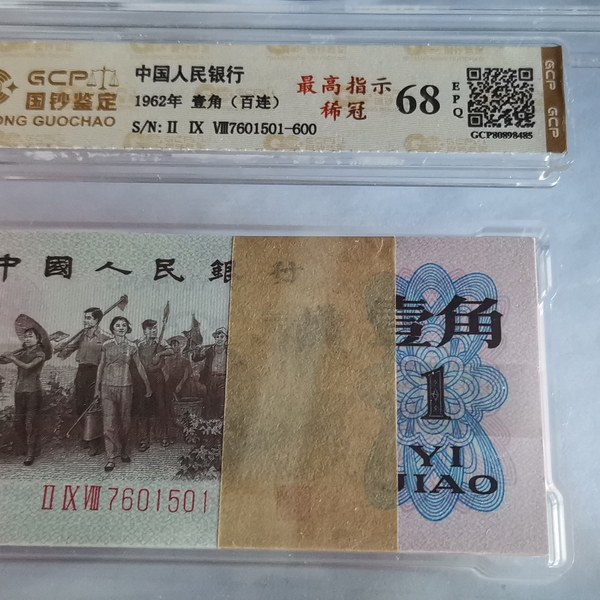 GCP
国钞鉴定
ONG GUOCHAO
中国人民银行
1962年 壹角（百连）
S/N: II IX VIII7601501-600
最高指示
稀冠
68
EPQ
GCP80898485
GCP GCP
中國人民銀行
壹角
1
YI
JIAO
II IX VIII 7601501